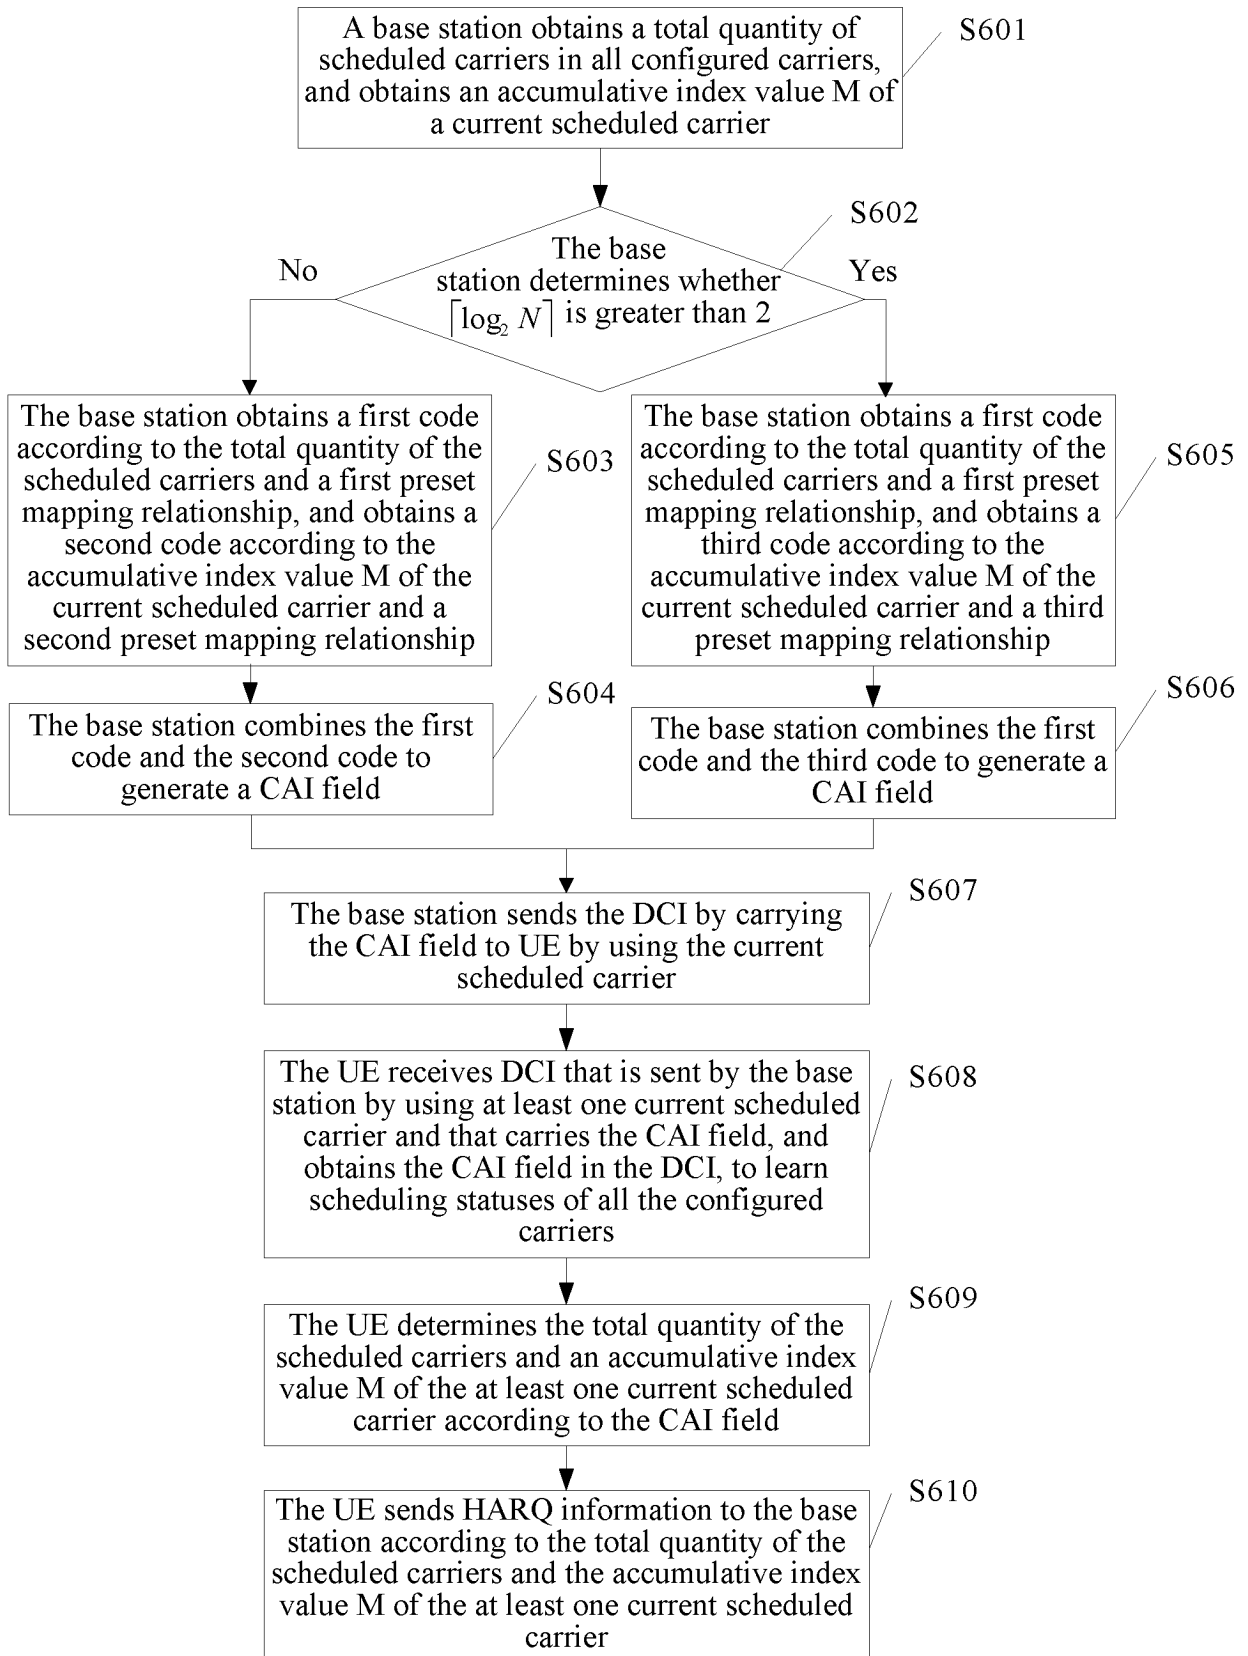 A base station obtains a total quantity of
scheduled carriers in all configured carriers,
and obtains an accumulative index value M of
a current scheduled carrier
S601
S602
The base
station determines whether
⌈log₂ N⌉ is greater than 2
No
Yes
The base station obtains a first code
according to the total quantity of the
scheduled carriers and a first preset
mapping relationship, and obtains a
second code according to the
accumulative index value M of the
current scheduled carrier and a
second preset mapping relationship
S603
The base station obtains a first code
according to the total quantity of the
scheduled carriers and a first preset
mapping relationship, and obtains a
third code according to the
accumulative index value M of the
current scheduled carrier and a third
preset mapping relationship
S605
The base station combines the first
code and the second code to
generate a CAI field
S604
The base station combines the first
code and the third code to generate a
CAI field
S606
The base station sends the DCI by carrying
the CAI field to UE by using the current
scheduled carrier
S607
The UE receives DCI that is sent by the base
station by using at least one current scheduled
carrier and that carries the CAI field, and
obtains the CAI field in the DCI, to learn
scheduling statuses of all the configured
carriers
S608
The UE determines the total quantity of the
scheduled carriers and an accumulative index
value M of the at least one current scheduled
carrier according to the CAI field
S609
The UE sends HARQ information to the base
station according to the total quantity of the
scheduled carriers and the accumulative index
value M of the at least one current scheduled
carrier
S610